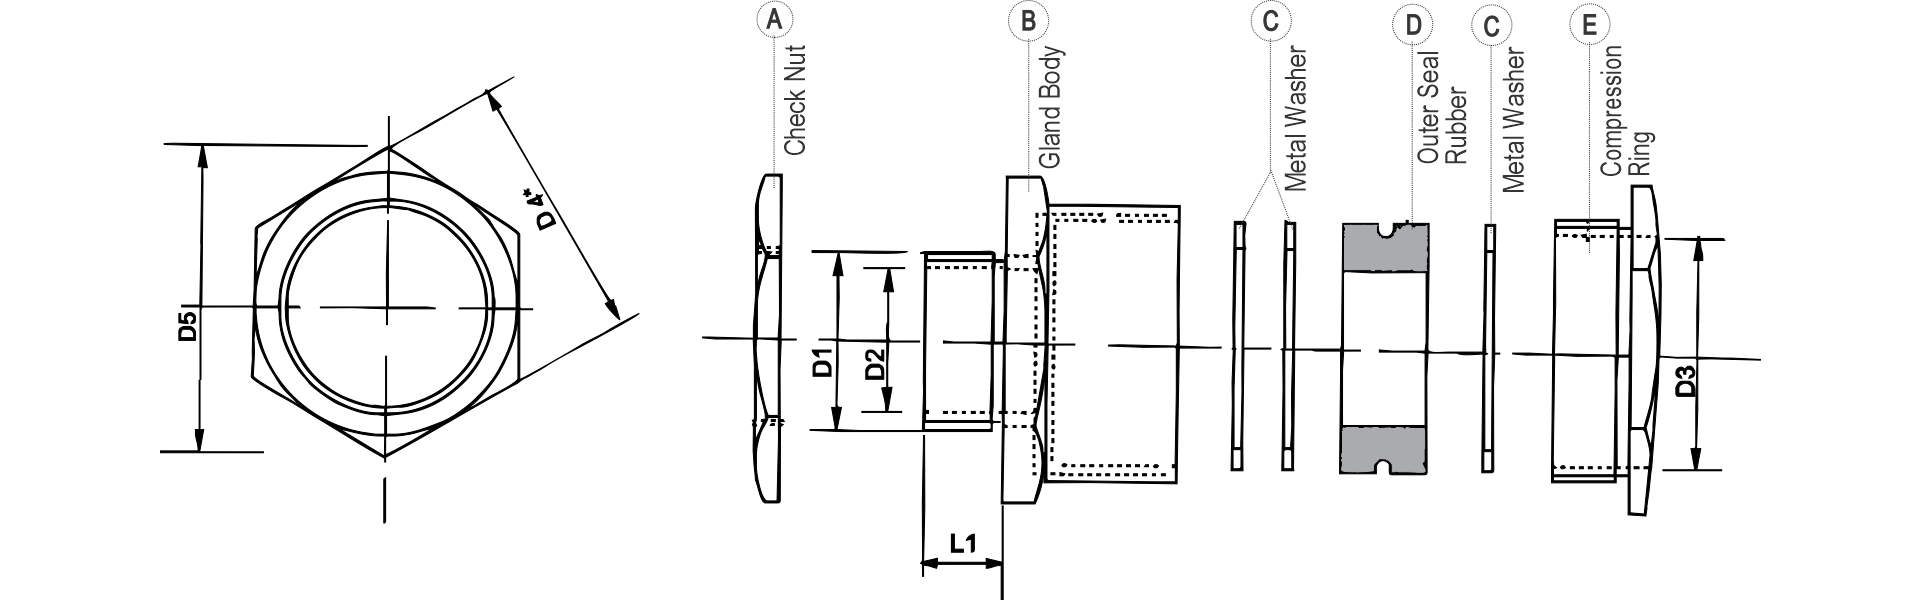 A
Check Nut
B
Gland Body
C
Metal Washer
D
Outer Seal
Rubber
C
Metal Washer
E
Compression
Ring
D5
D4*
D1
D2
L1
D3